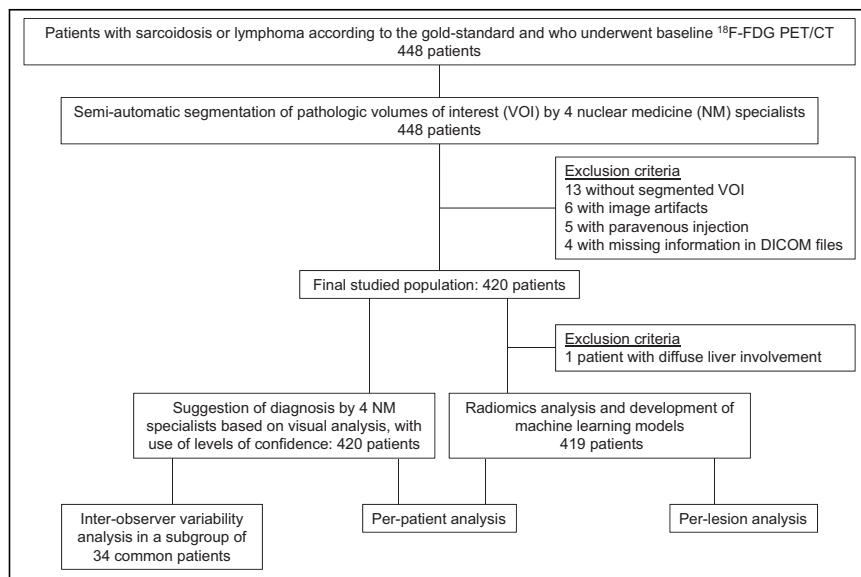 Patients with sarcoidosis or lymphoma according to the gold-standard and who underwent baseline ¹⁸F-FDG PET/CT
448 patients
Semi-automatic segmentation of pathologic volumes of interest (VOI) by 4 nuclear medicine (NM) specialists
448 patients
Exclusion criteria
13 without segmented VOI
6 with image artifacts
5 with paravenous injection
4 with missing information in DICOM files
Final studied population: 420 patients
Exclusion criteria
1 patient with diffuse liver involvement
Suggestion of diagnosis by 4 NM
specialists based on visual analysis, with
use of levels of confidence: 420 patients
Radiomics analysis and development of
machine learning models
419 patients
Inter-observer variability
analysis in a subgroup of
34 common patients
Per-patient analysis
Per-lesion analysis